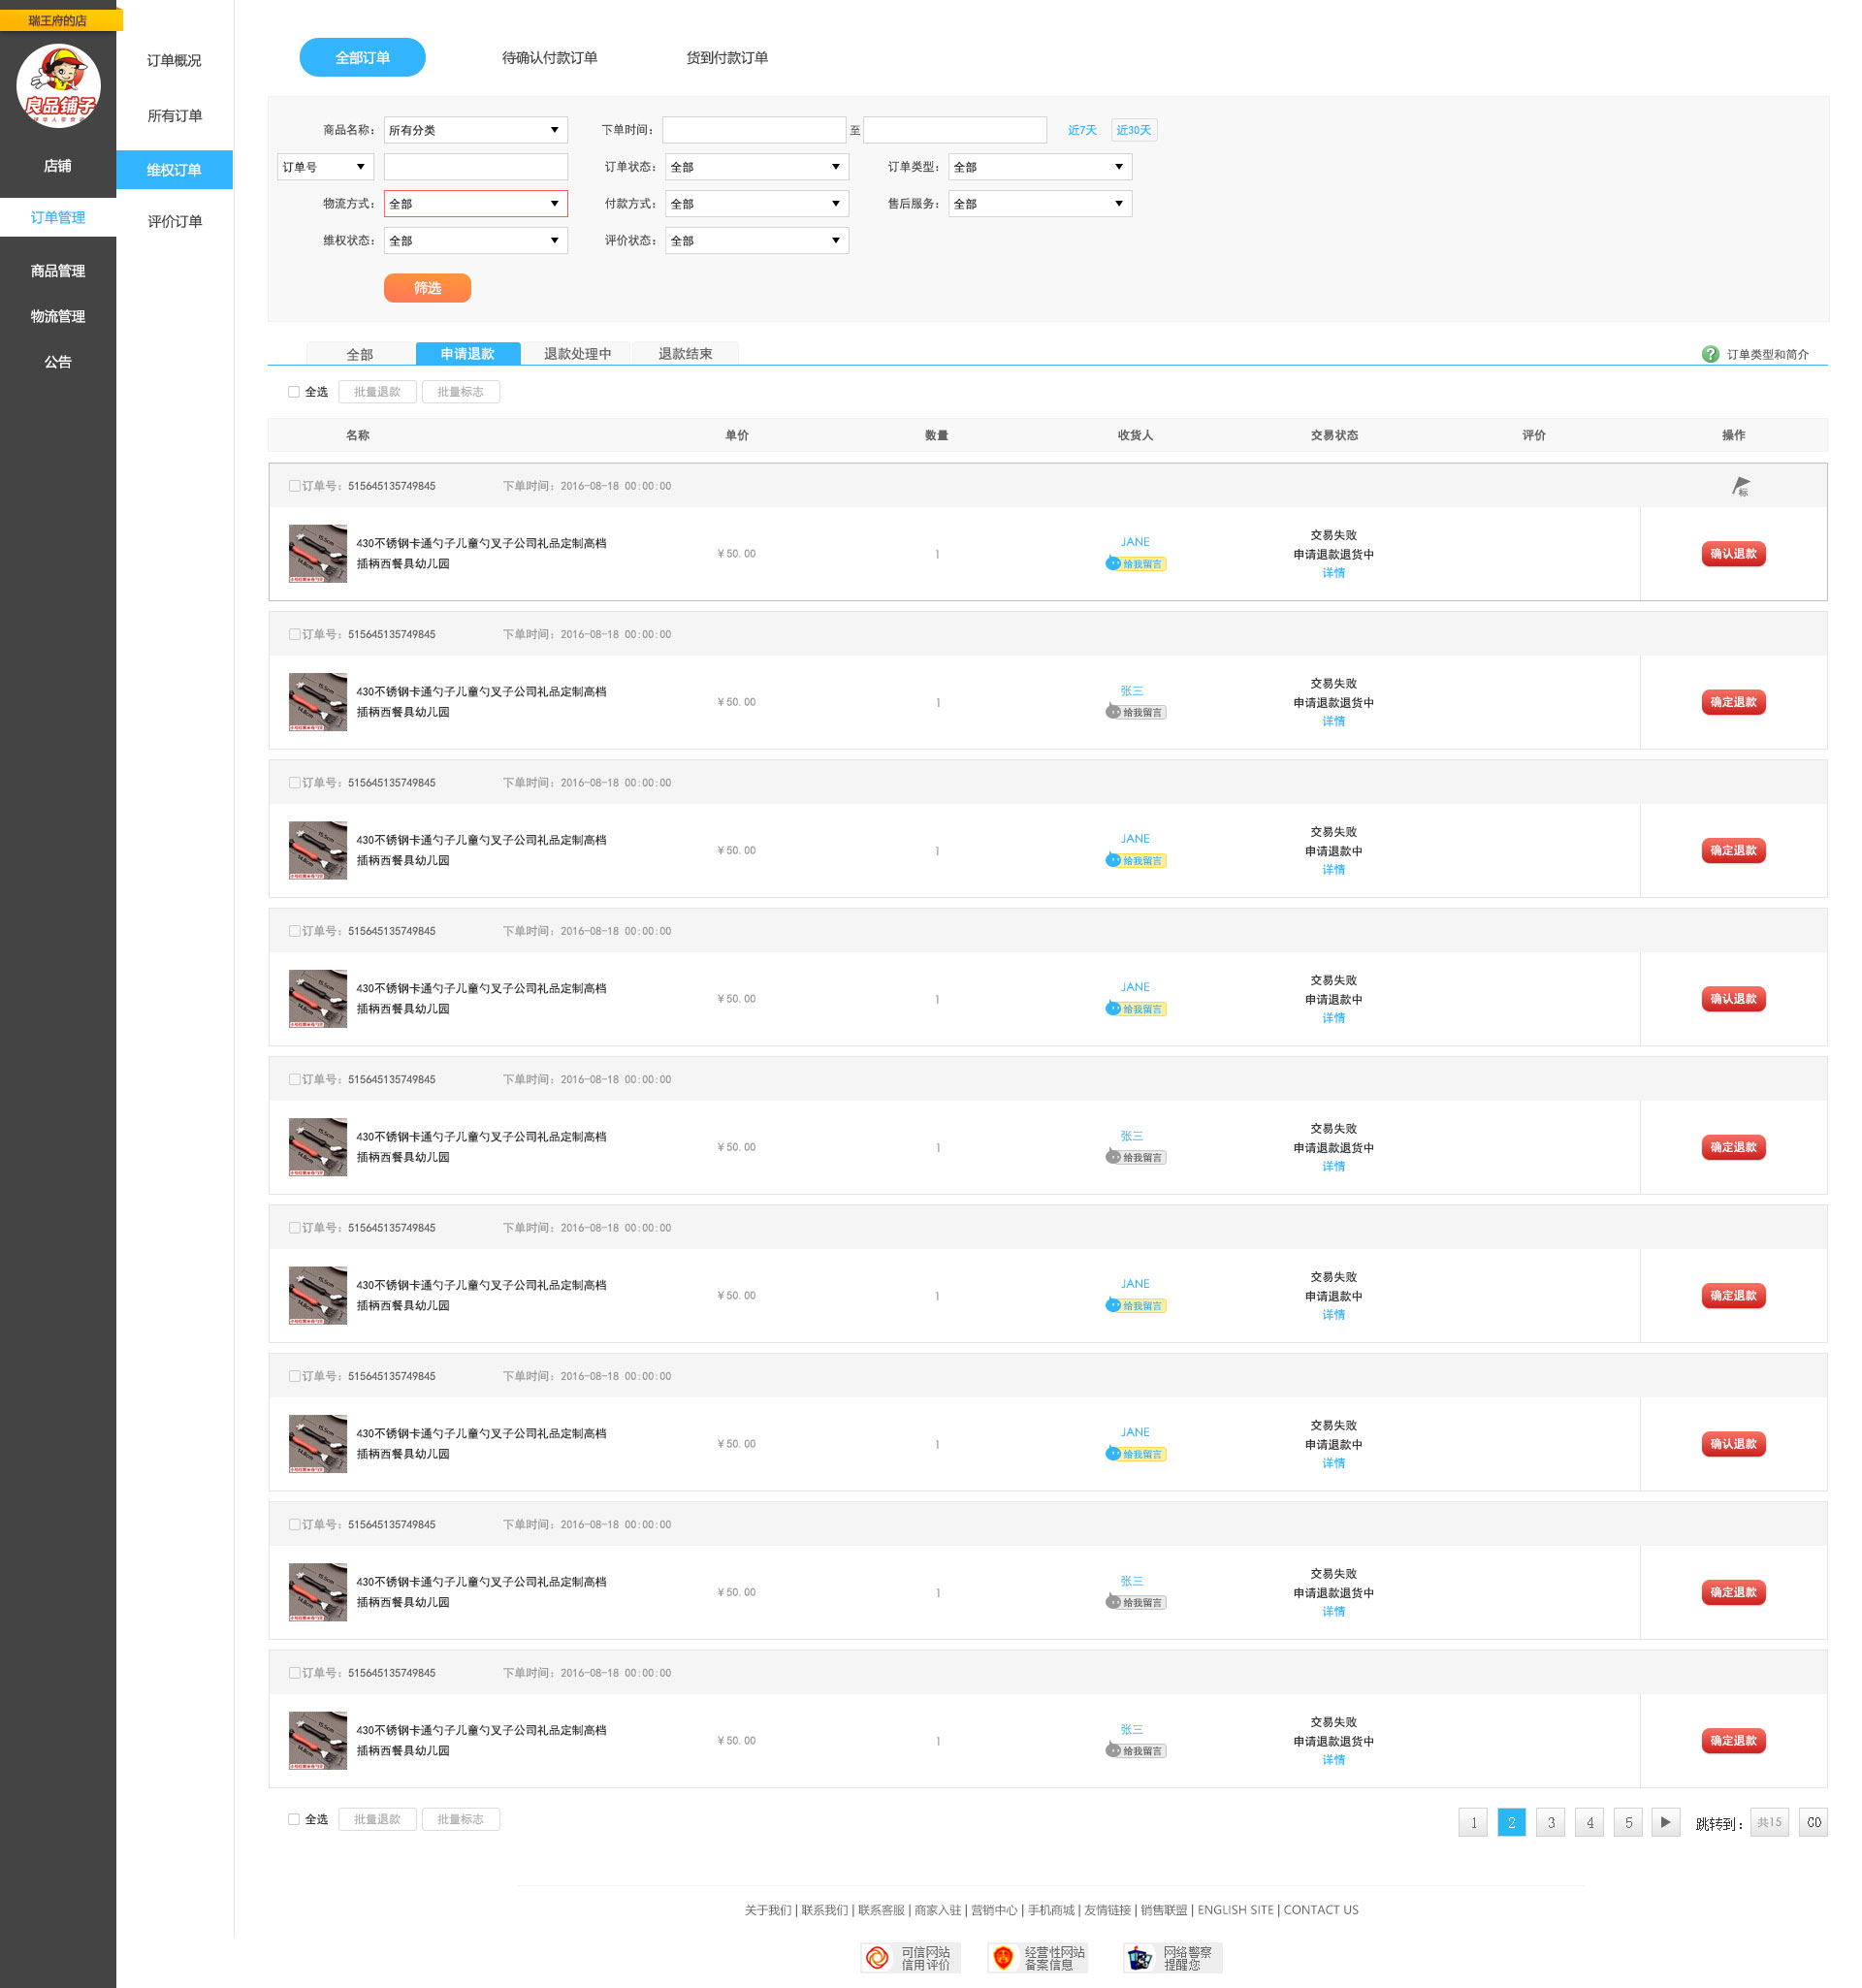 瑞王府的店
良品铺子
店铺
订单管理
商品管理
物流管理
公告
订单概况
所有订单
维权订单
评价订单
全部订单 待确认付款订单 货到付款订单
商品名称： 所有分类 下单时间： 至 近7天 近30天
订单号 订单状态： 全部 订单类型： 全部
物流方式： 全部 付款方式： 全部 售后服务： 全部
维权状态： 全部 评价状态： 全部
筛选
全部 申请退款 退款处理中 退款结束 ? 订单类型和简介
全选 批量退款 批量标志
名称 单价 数量 收货人 交易状态 评价 操作
订单号：515645135749845 下单时间：2016-08-18 00:00:00 标
430不锈钢卡通勺子儿童勺叉子公司礼品定制高档
插柄西餐具幼儿园
￥50.00 1
JANE
给我留言
交易失败
申请退款退货中
详情
确认退款
订单号：515645135749845 下单时间：2016-08-18 00:00:00
430不锈钢卡通勺子儿童勺叉子公司礼品定制高档
插柄西餐具幼儿园
￥50.00 1
张三
给我留言
交易失败
申请退款退货中
详情
确定退款
订单号：515645135749845 下单时间：2016-08-18 00:00:00
430不锈钢卡通勺子儿童勺叉子公司礼品定制高档
插柄西餐具幼儿园
￥50.00 1
JANE
给我留言
交易失败
申请退款中
详情
确定退款
订单号：515645135749845 下单时间：2016-08-18 00:00:00
430不锈钢卡通勺子儿童勺叉子公司礼品定制高档
插柄西餐具幼儿园
￥50.00 1
JANE
给我留言
交易失败
申请退款中
详情
确认退款
订单号：515645135749845 下单时间：2016-08-18 00:00:00
430不锈钢卡通勺子儿童勺叉子公司礼品定制高档
插柄西餐具幼儿园
￥50.00 1
张三
给我留言
交易失败
申请退款退货中
详情
确定退款
订单号：515645135749845 下单时间：2016-08-18 00:00:00
430不锈钢卡通勺子儿童勺叉子公司礼品定制高档
插柄西餐具幼儿园
￥50.00 1
JANE
给我留言
交易失败
申请退款中
详情
确定退款
订单号：515645135749845 下单时间：2016-08-18 00:00:00
430不锈钢卡通勺子儿童勺叉子公司礼品定制高档
插柄西餐具幼儿园
￥50.00 1
JANE
给我留言
交易失败
申请退款中
详情
确认退款
订单号：515645135749845 下单时间：2016-08-18 00:00:00
430不锈钢卡通勺子儿童勺叉子公司礼品定制高档
插柄西餐具幼儿园
￥50.00 1
张三
给我留言
交易失败
申请退款退货中
详情
确定退款
订单号：515645135749845 下单时间：2016-08-18 00:00:00
430不锈钢卡通勺子儿童勺叉子公司礼品定制高档
插柄西餐具幼儿园
￥50.00 1
张三
给我留言
交易失败
申请退款退货中
详情
确定退款
全选 批量退款 批量标志
1 2 3 4 5 跳转到： 共15 GO
关于我们 | 联系我们 | 联系客服 | 商家入驻 | 营销中心 | 手机商城 | 友情链接 | 销售联盟 | ENGLISH SITE | CONTACT US
可信网站
信用评价
经营性网站
备案信息
网络警察
提醒您